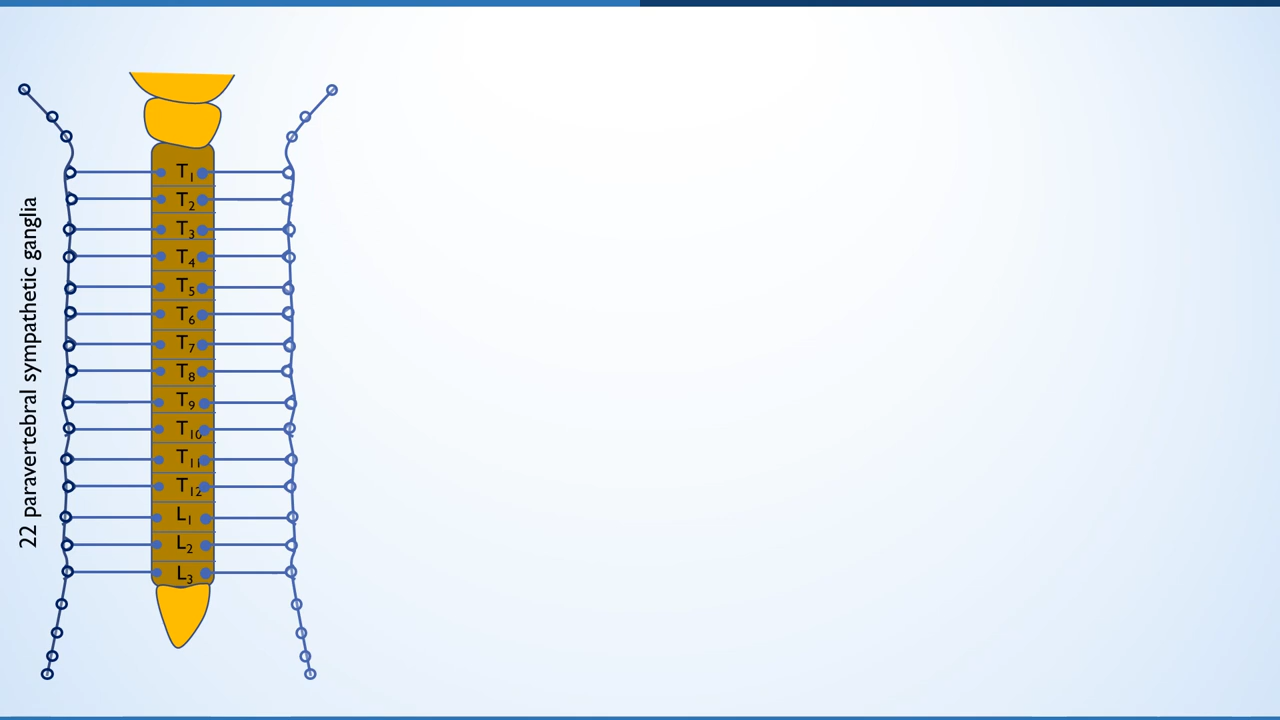 22 paravertebral sympathetic ganglia
T1
T2
T3
T4
T5
T6
T7
T8
T9
T10
T11
T12
L1
L2
L3